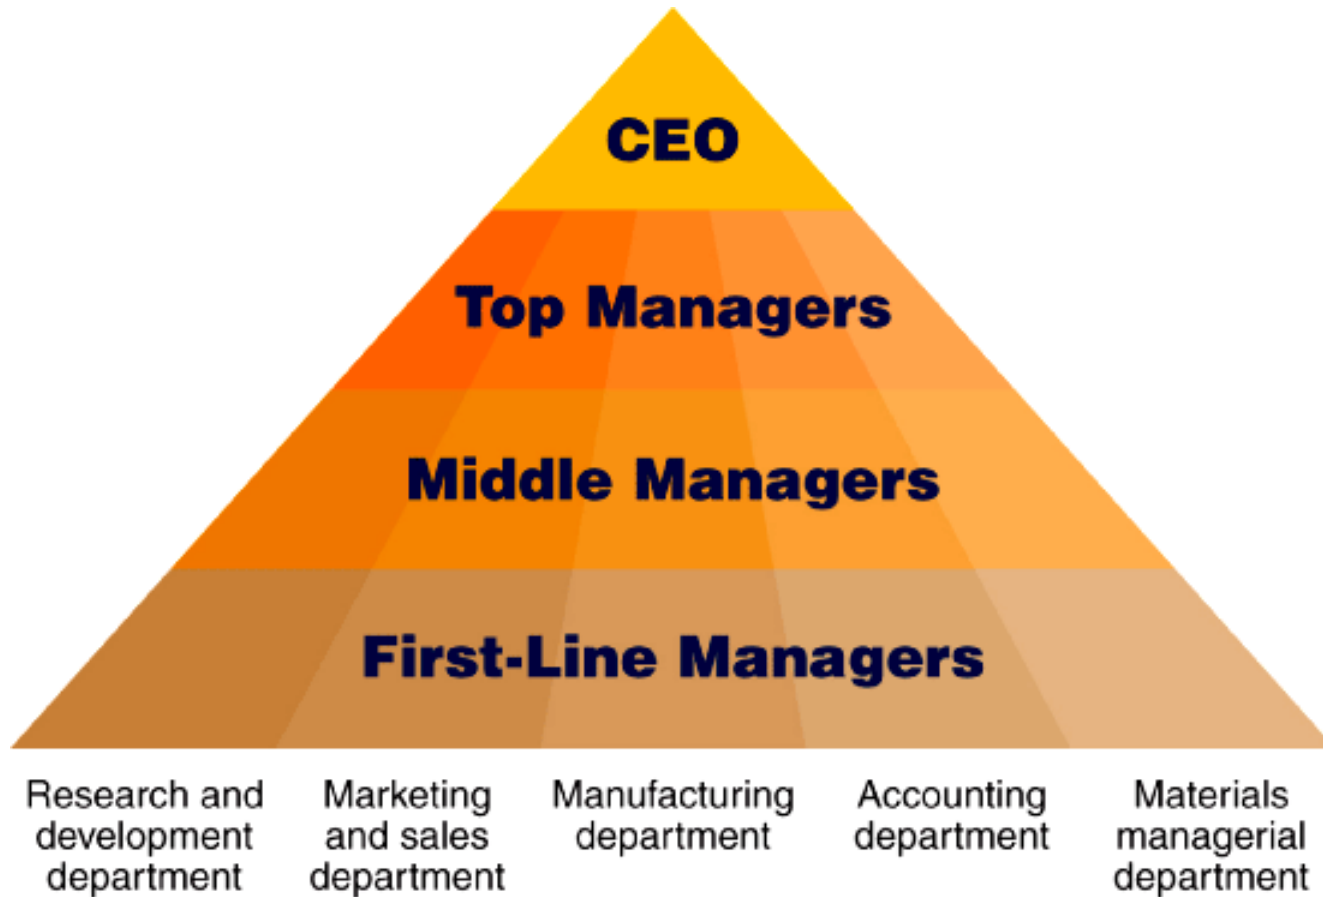 CEO
Top Managers
Middle Managers
First-Line Managers
Research and
development
department
Marketing
and sales
department
Manufacturing
department
Accounting
department
Materials
managerial
department